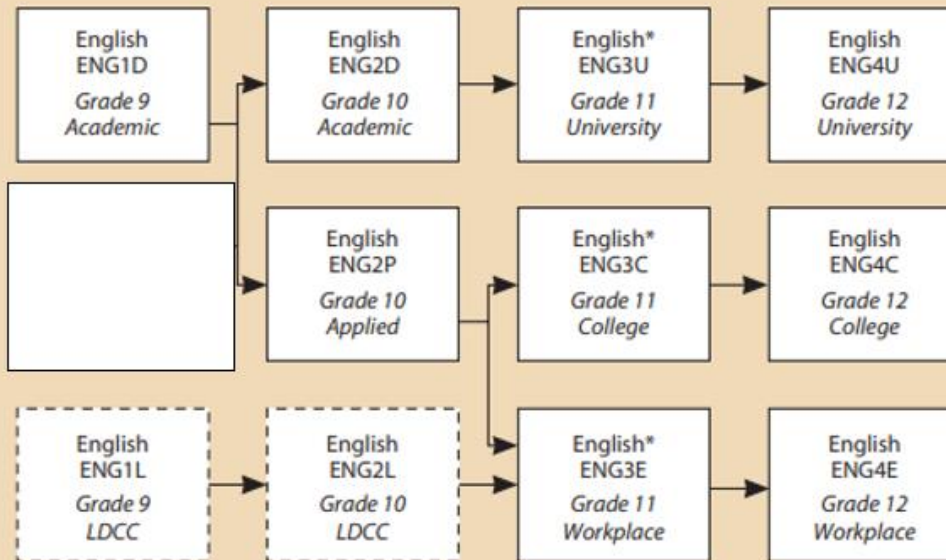 English
ENG1D
Grade 9
Academic
English
ENG2D
Grade 10
Academic
English*
ENG3U
Grade 11
University
English
ENG4U
Grade 12
University
English
ENG2P
Grade 10
Applied
English*
ENG3C
Grade 11
College
English
ENG4C
Grade 12
College
English
ENG1L
Grade 9
LDCC
English
ENG2L
Grade 10
LDCC
English*
ENG3E
Grade 11
Workplace
English
ENG4E
Grade 12
Workplace